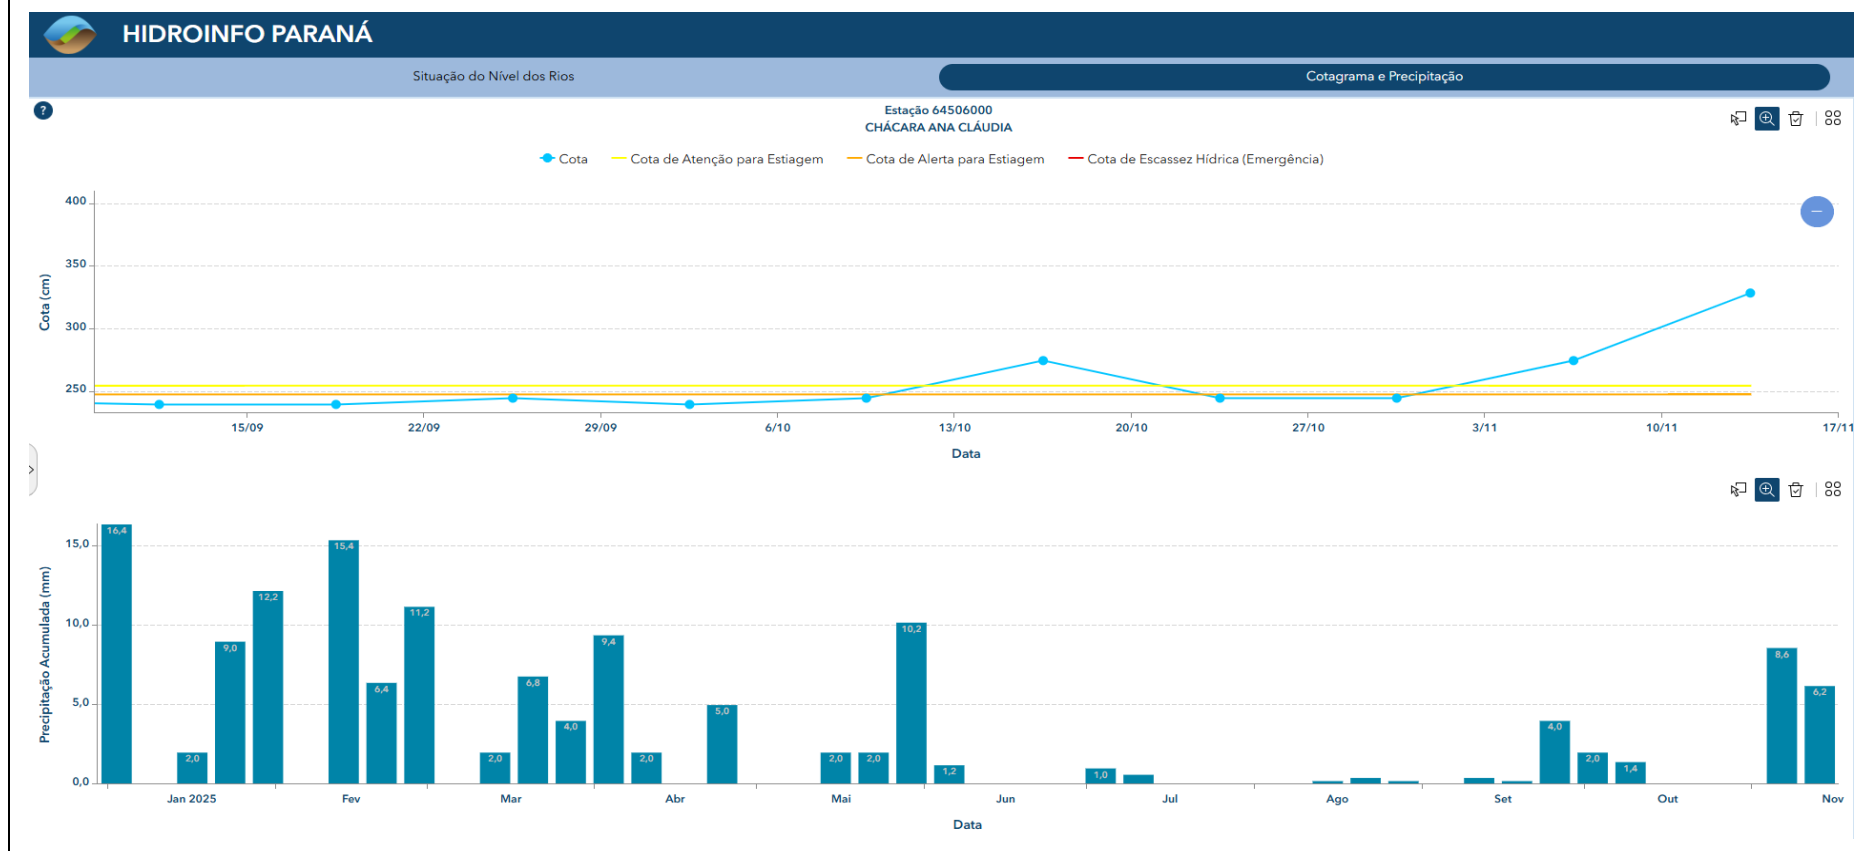 HIDROINFO PARANÁ
Situação do Nível dos Rios
Cotagrama e Precipitação
?
Estação 64506000
CHÁCARA ANA CLÁUDIA
Cota
Cota de Atenção para Estiagem
Cota de Alerta para Estiagem
Cota de Escassez Hídrica (Emergência)
400
350
300
250
Cota (cm)
15/09
22/09
29/09
6/10
13/10
20/10
27/10
3/11
10/11
17/11
Data
15,0
10,0
5,0
0,0
Precipitação Acumulada (mm)
16,4
2,0
9,0
12,2
15,4
6,4
11,2
2,0
6,8
4,0
9,4
2,0
5,0
2,0
2,0
10,2
1,2
1,0
4,0
2,0
1,4
8,6
6,2
Jan 2025
Fev
Mar
Abr
Mai
Jun
Jul
Ago
Set
Out
Nov
Data